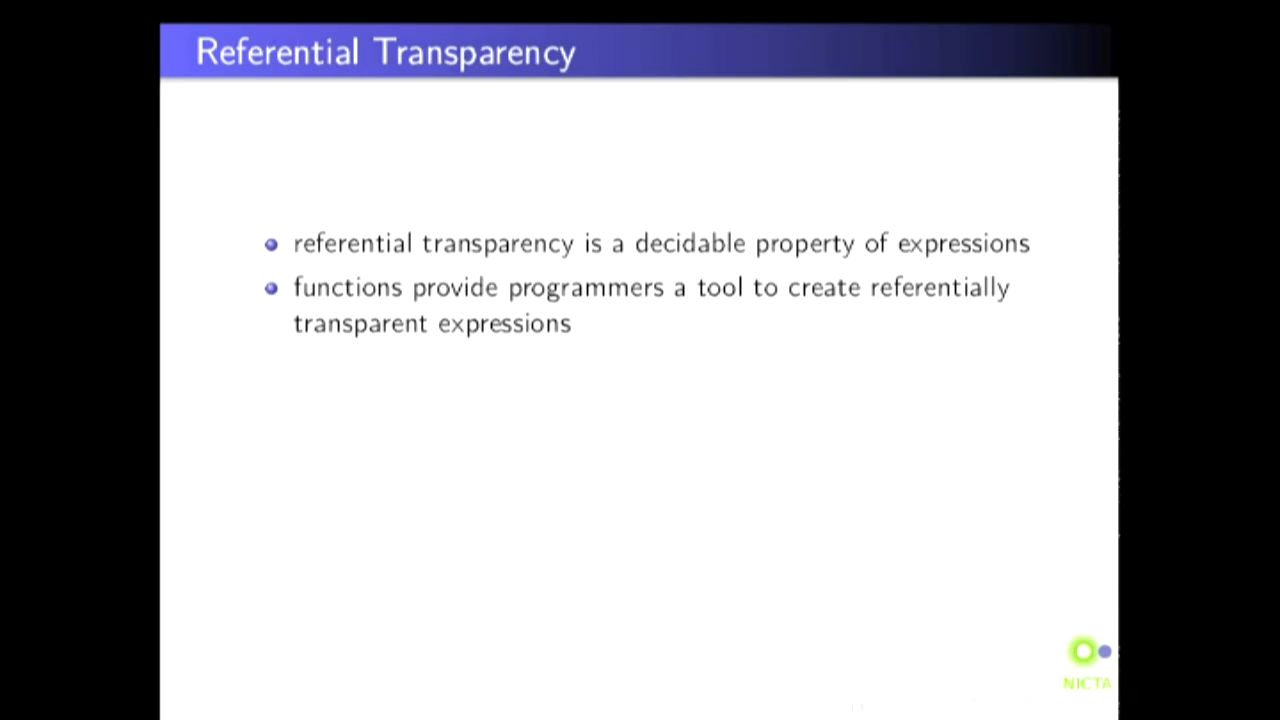 Referential Transparency
referential transparency is a decidable property of expressions
functions provide programmers a tool to create referentially
transparent expressions
NICTA